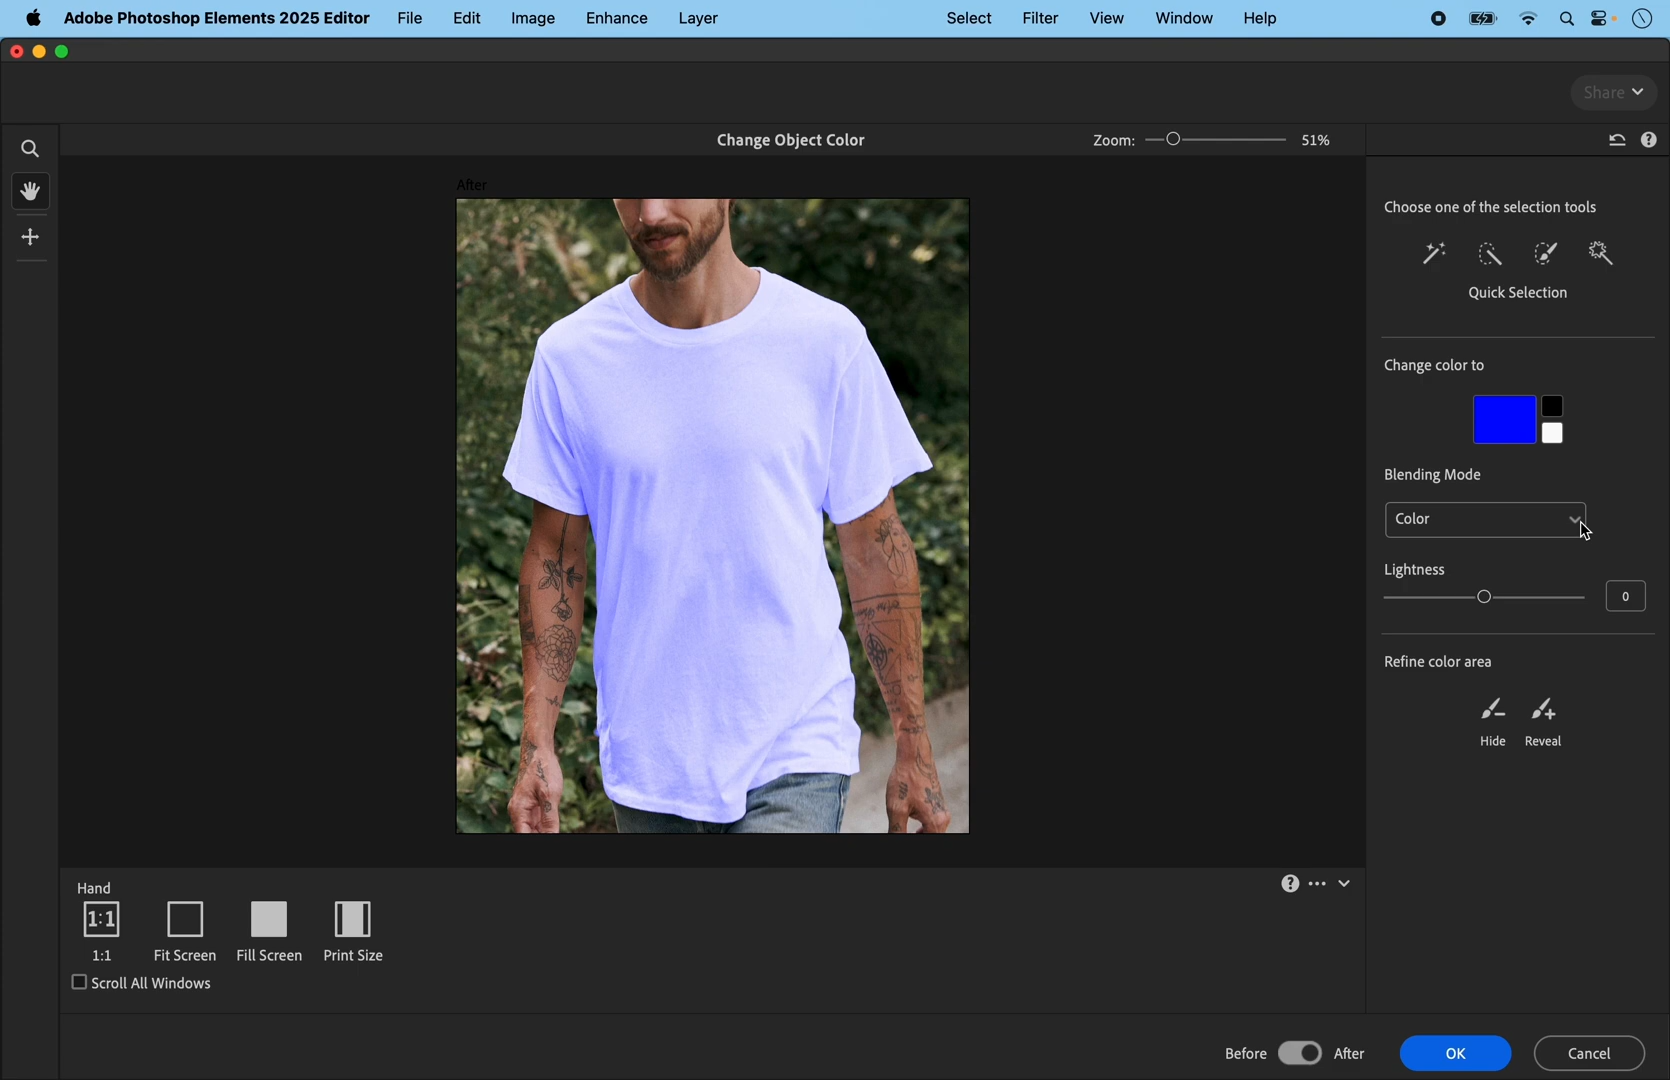 Adobe Photoshop Elements 2025 Editor File Edit Image Enhance Layer Select Filter View Window Help
Share
Change Object Color Zoom: 51%
After
Choose one of the selection tools
Quick Selection
Change color to
Blending Mode
Color
Lightness
0
Refine color area
Hide Reveal
Hand
1:1
1:1 Fit Screen Fill Screen Print Size
Scroll All Windows
Before After OK Cancel